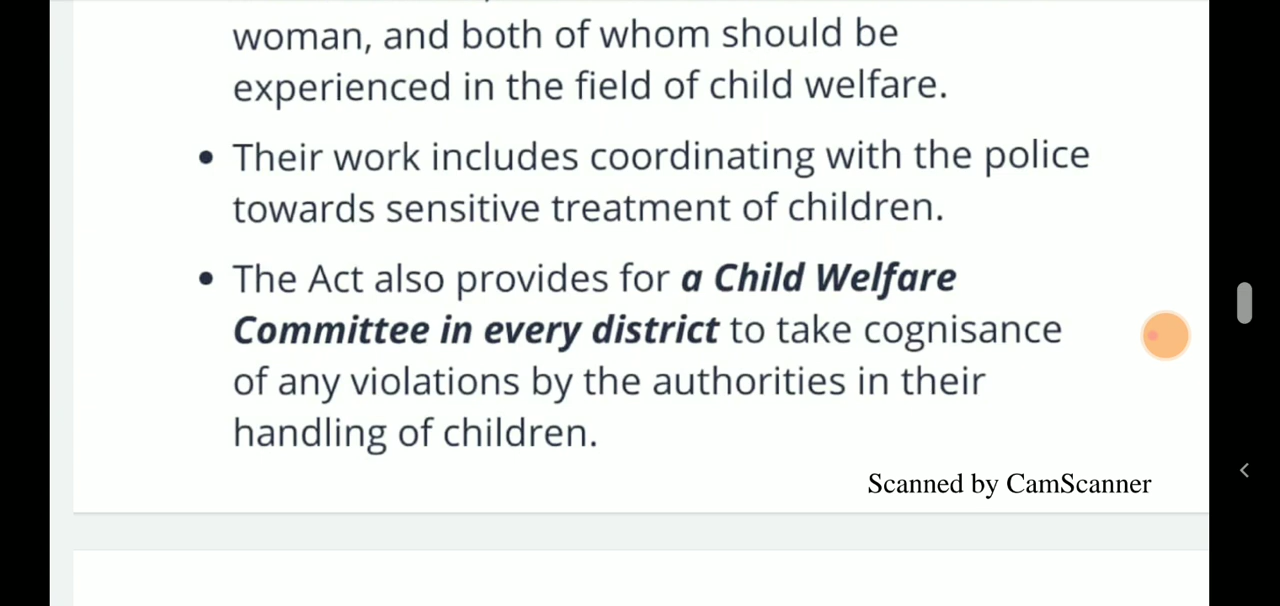 woman, and both of whom should be
experienced in the field of child welfare.
• Their work includes coordinating with the police
towards sensitive treatment of children.
• The Act also provides for a Child Welfare
Committee in every district to take cognisance
of any violations by the authorities in their
handling of children.
Scanned by CamScanner